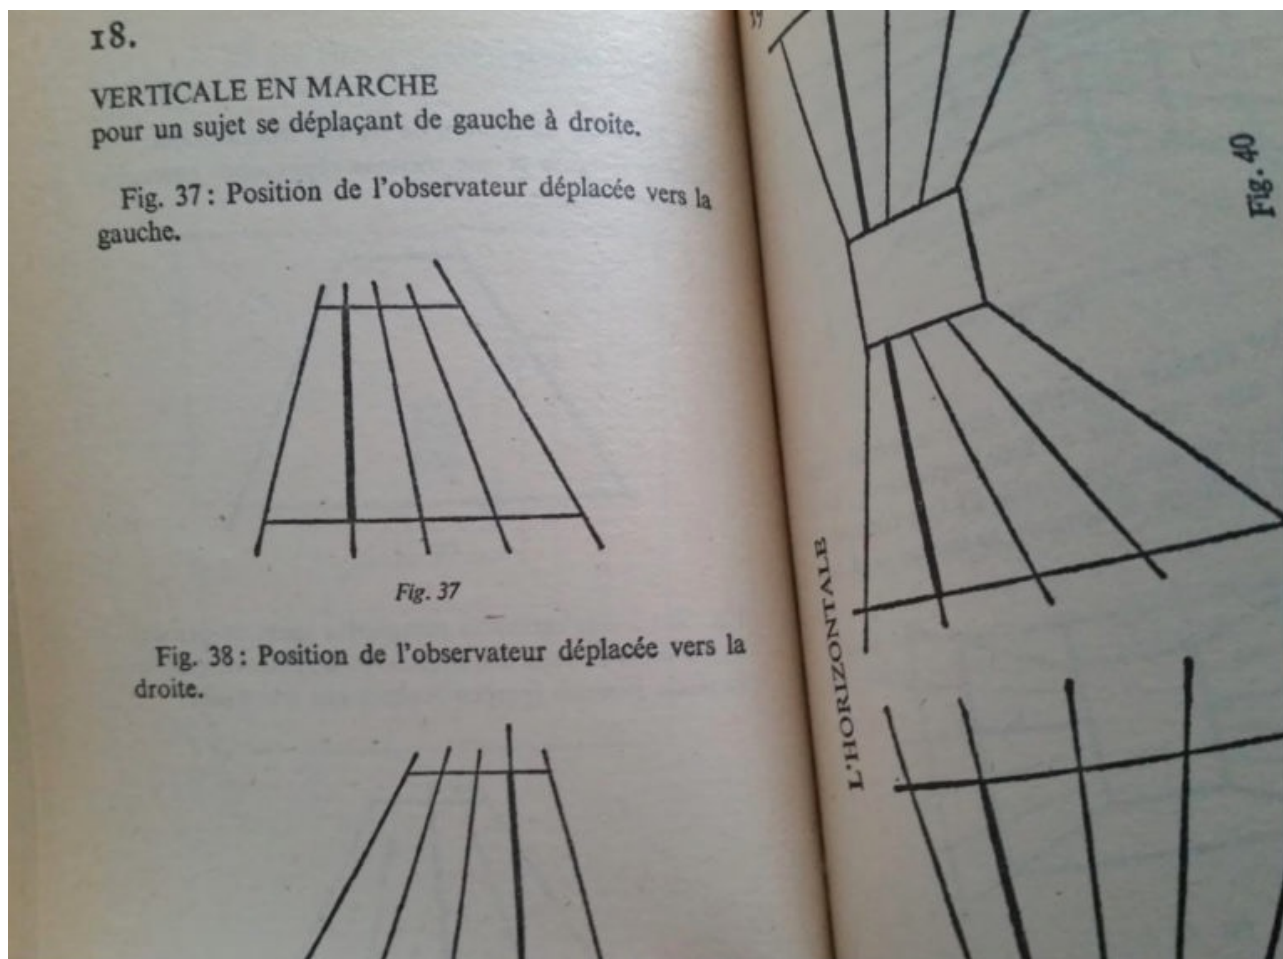 18.
VERTICALE EN MARCHE
pour un sujet se déplaçant de gauche à droite.
Fig. 37 : Position de l'observateur déplacée vers la
gauche.
Fig. 37
Fig. 38 : Position de l'observateur déplacée vers la
droite.
39
Fig. 40
L'HORIZONTALE